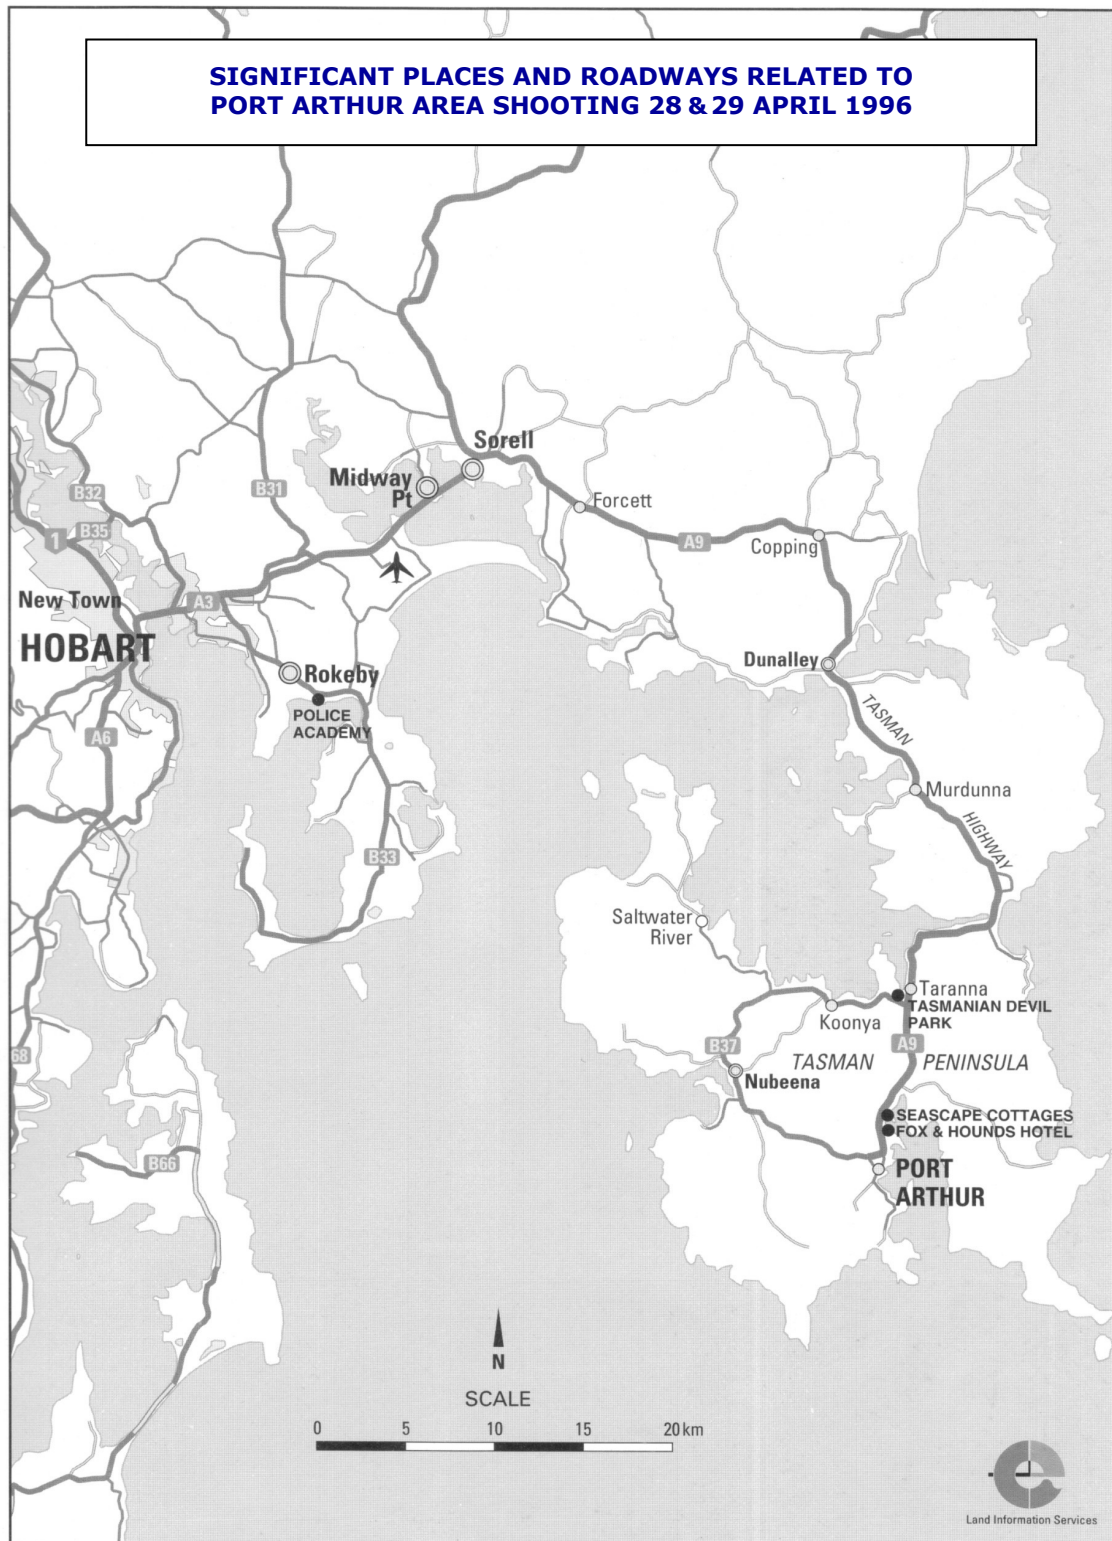 SIGNIFICANT PLACES AND ROADWAYS RELATED TO
PORT ARTHUR AREA SHOOTING 28 & 29 APRIL 1996
Sorell
Midway
Pt
B32
B31
Forcett
1
B35
A9
Copping
New Town
A3
HOBART
Dunalley
Rokeby
POLICE
ACADEMY
TASMAN
A6
Murdunna
HIGHWAY
B33
Saltwater
River
Taranna
TASMANIAN DEVIL
PARK
Koonya
68
B37
A9
TASMAN PENINSULA
Nubeena
SEASCAPE COTTAGES
FOX & HOUNDS HOTEL
B66
PORT
ARTHUR
N
SCALE
0 5 10 15 20 km
Land Information Services